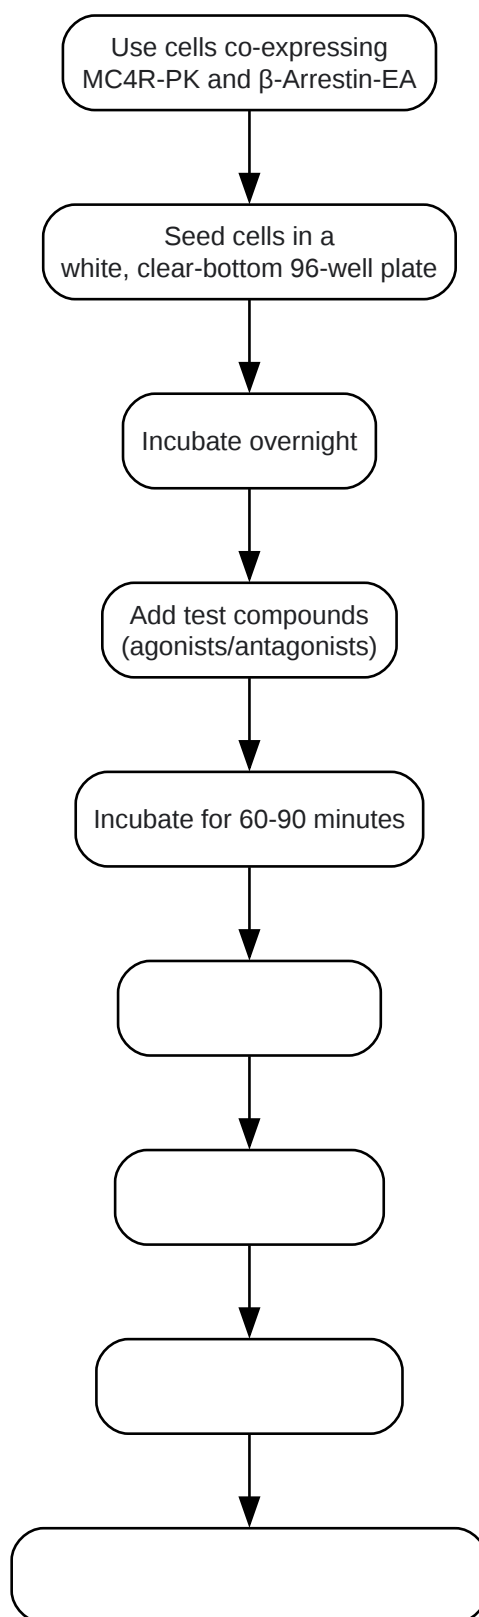 Use cells co-expressing
MC4R-PK and β-Arrestin-EA
Seed cells in a
white, clear-bottom 96-well plate
Incubate overnight
Add test compounds
(agonists/antagonists)
Incubate for 60-90 minutes